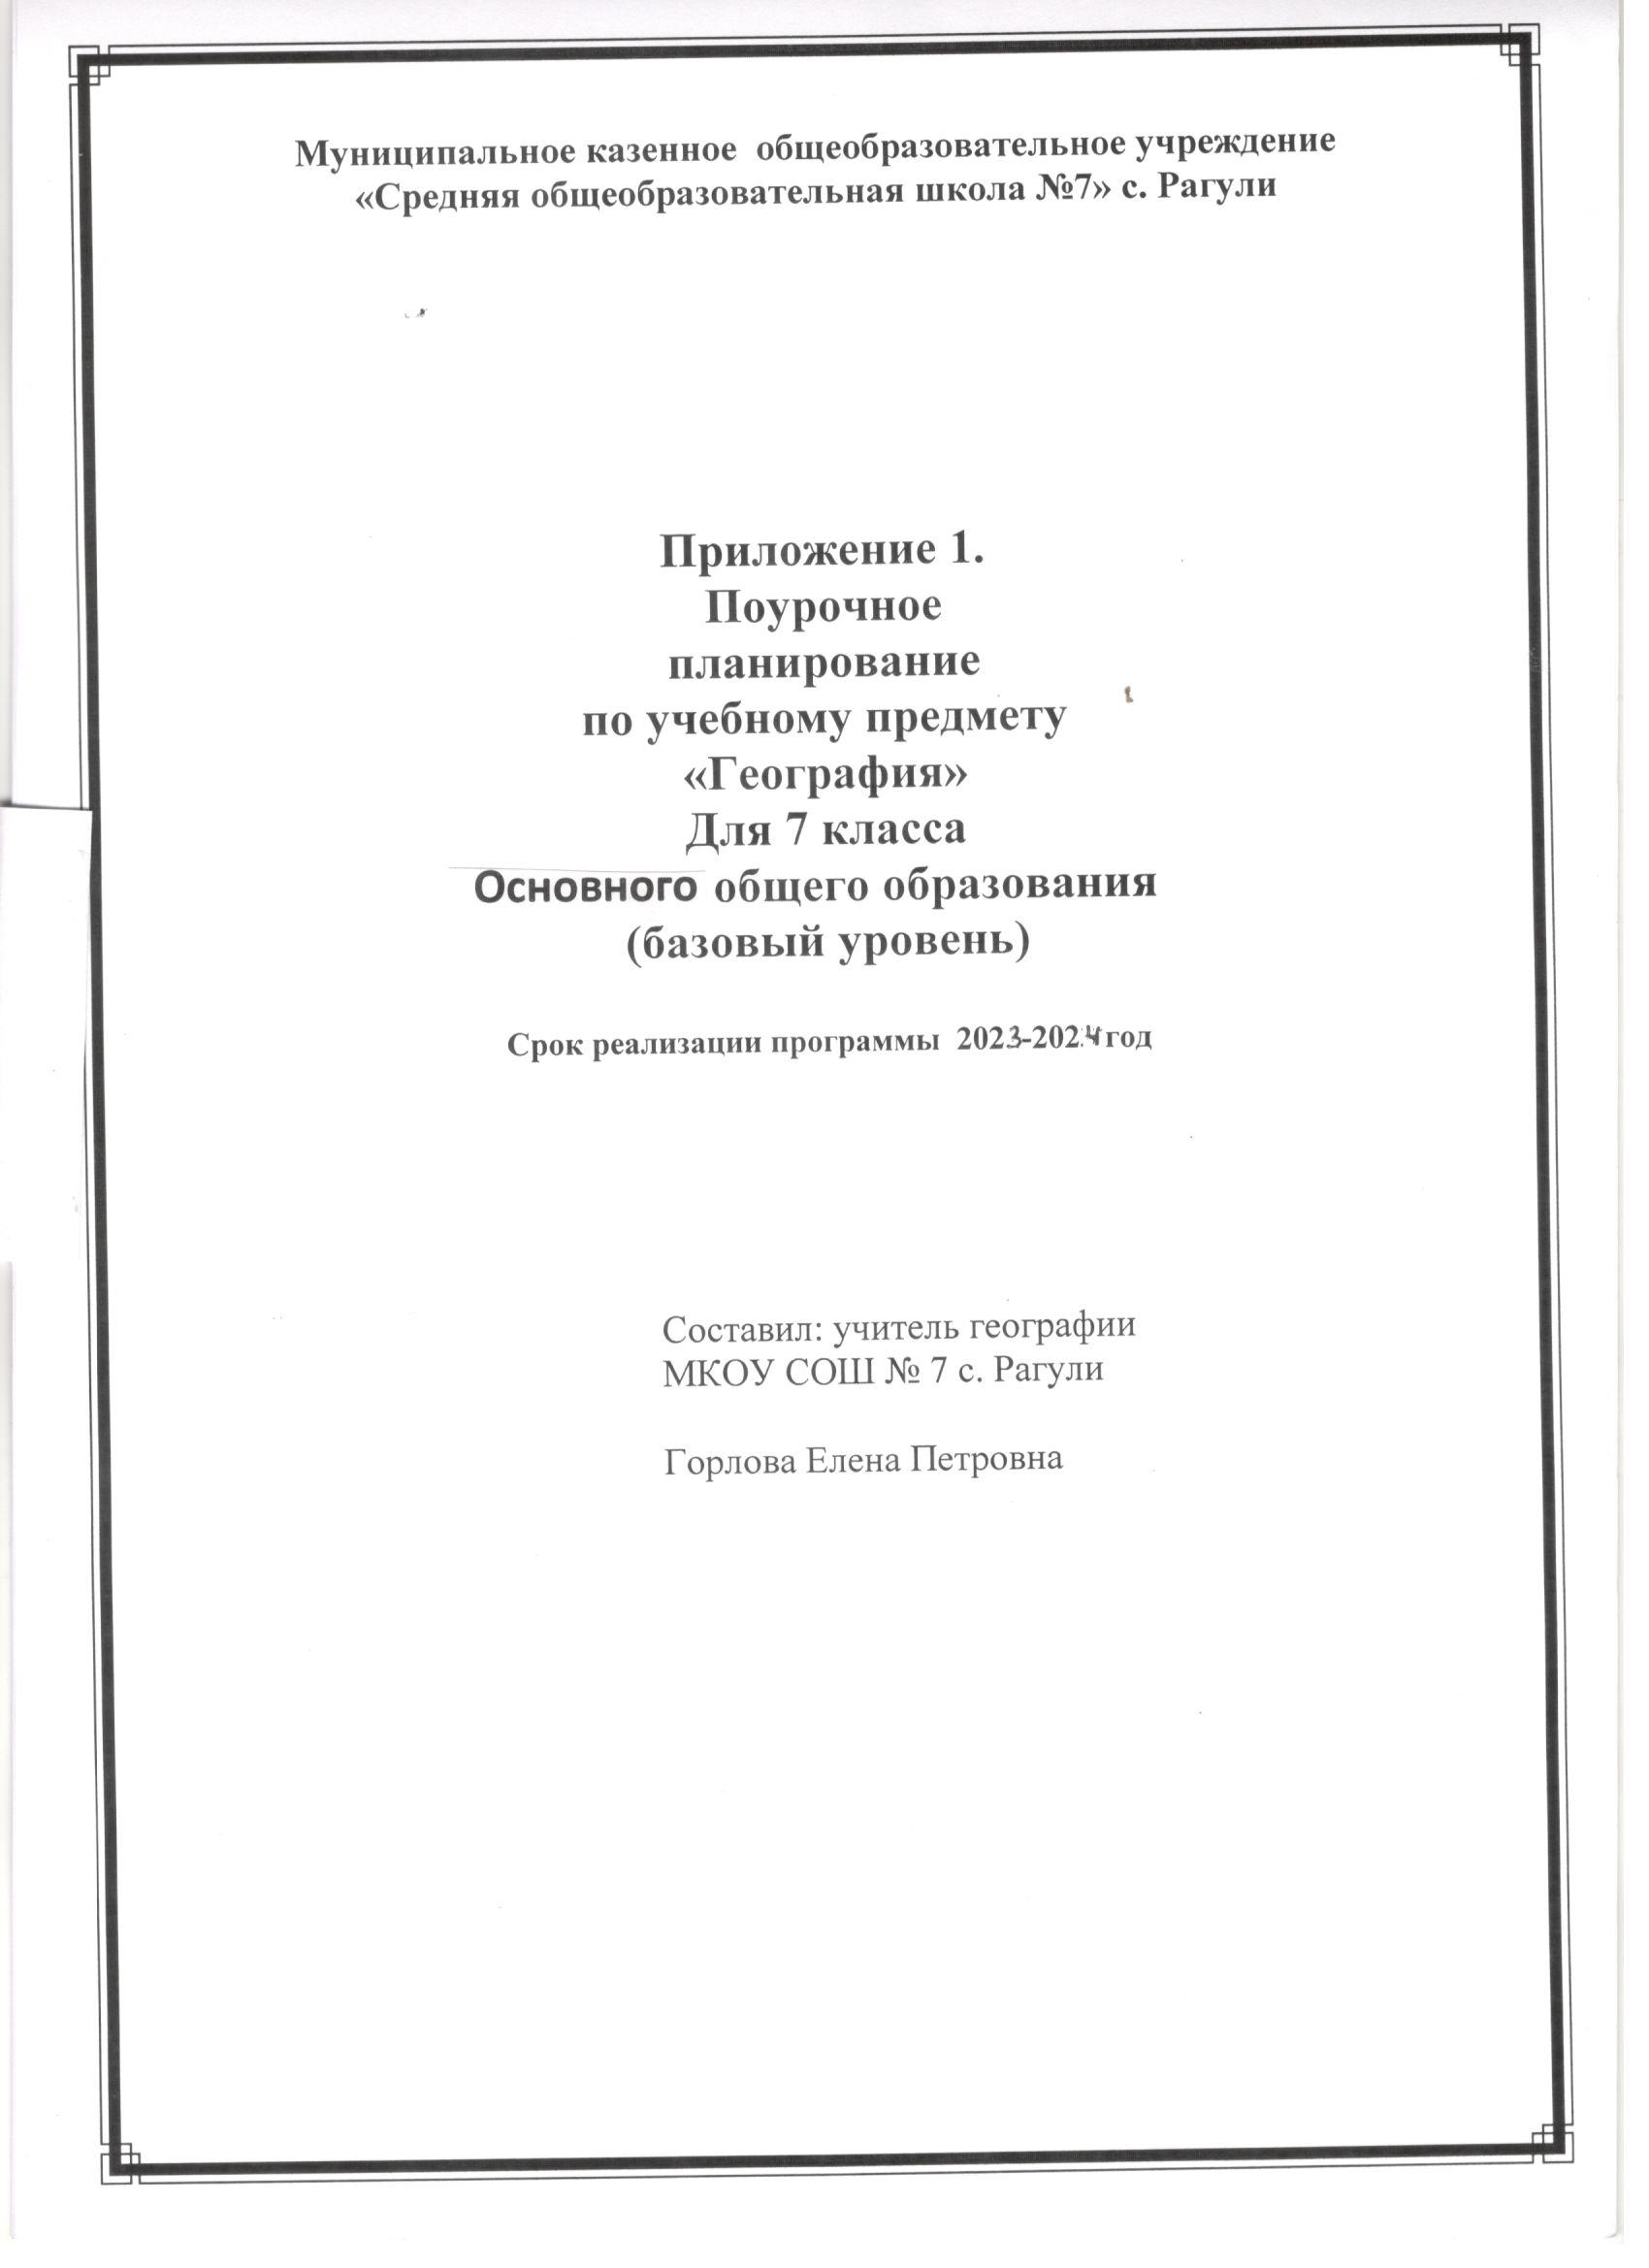 Муниципальное казенное общеобразовательное учреждение
«Средняя общеобразовательная школа №7» с. Рагули
Приложение 1.
Поурочное
планирование
по учебному предмету
«География»
Для 7 класса
Основного общего образования
(базовый уровень)
Срок реализации программы 2023-2024 год
Составил: учитель географии
МКОУ СОШ № 7 с. Рагули
Горлова Елена Петровна